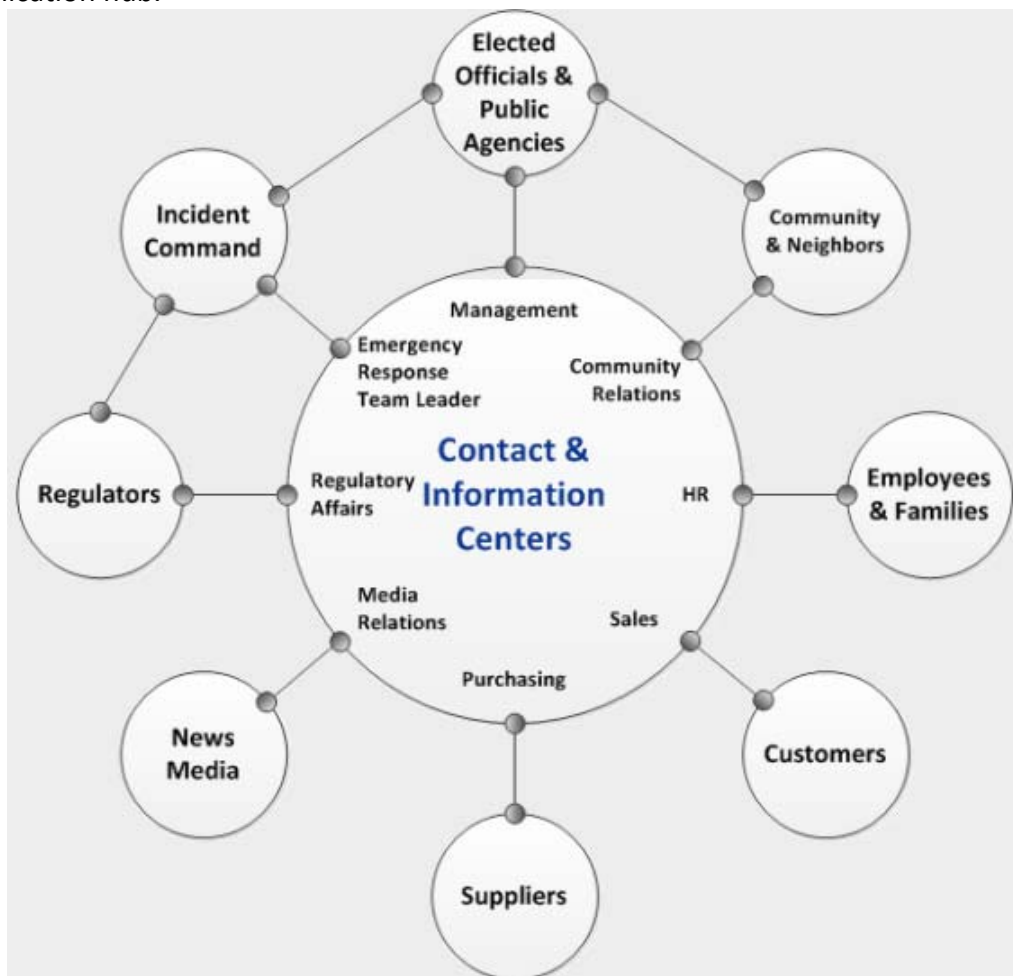 Elected
Officials &
Public
Agencies
Incident
Command
Community
& Neighbors
Management
Emergency
Response
Team Leader
Community
Relations
Contact &
Information
Centers
Regulators
Regulatory
Affairs
HR
Employees
& Families
Media
Relations
Sales
Purchasing
News
Media
Customers
Suppliers